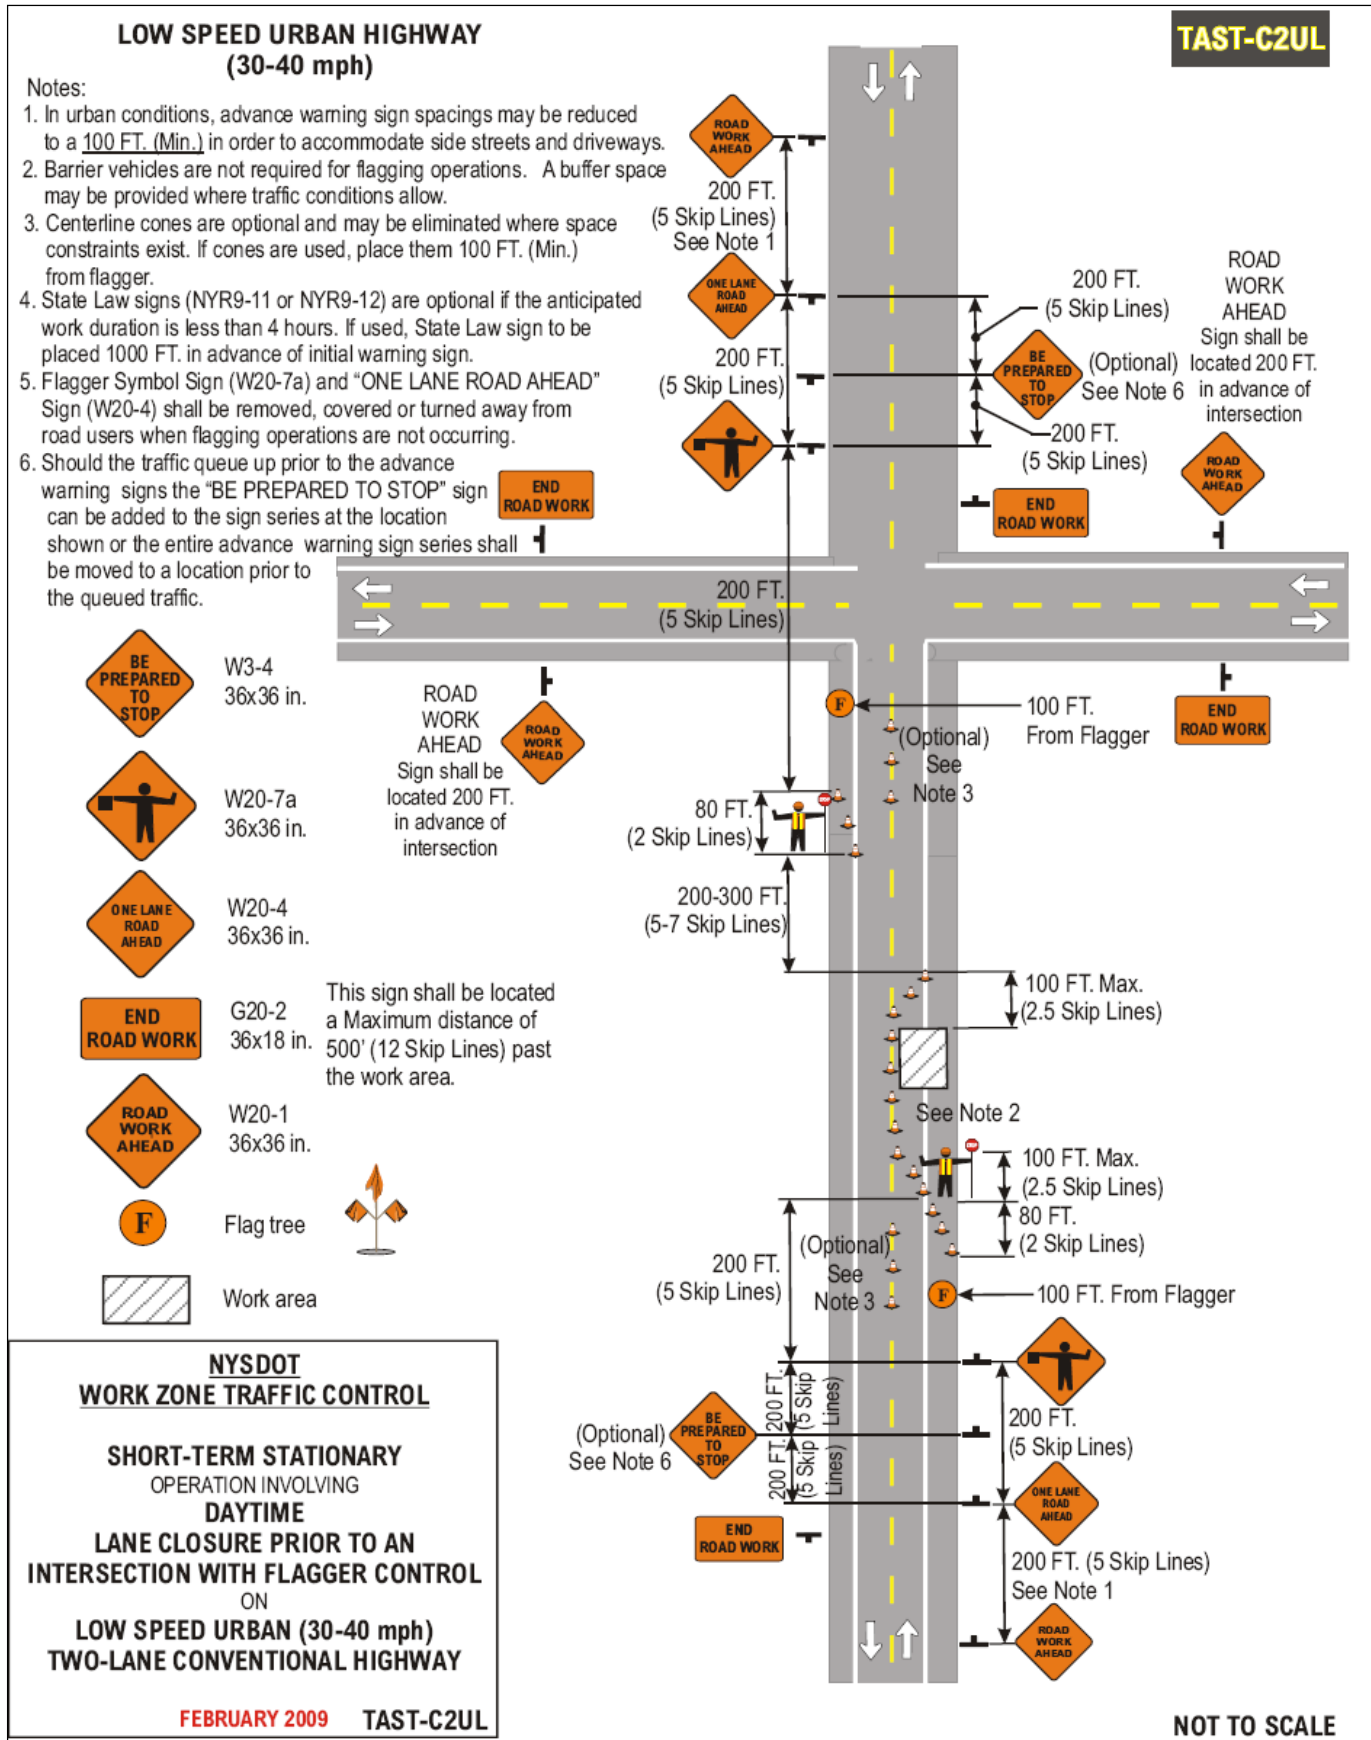 LOW SPEED URBAN HIGHWAY
(30-40 mph)
TAST-C2UL
Notes:
1. In urban conditions, advance warning sign spacings may be reduced
to a 100 FT. (Min.) in order to accommodate side streets and driveways.
2. Barrier vehicles are not required for flagging operations. A buffer space
may be provided where traffic conditions allow.
3. Centerline cones are optional and may be eliminated where space
constraints exist. If cones are used, place them 100 FT. (Min.)
from flagger.
4. State Law signs (NYR9-11 or NYR9-12) are optional if the anticipated
work duration is less than 4 hours. If used, State Law sign to be
placed 1000 FT. in advance of initial warning sign.
5. Flagger Symbol Sign (W20-7a) and “ONE LANE ROAD AHEAD”
Sign (W20-4) shall be removed, covered or turned away from
road users when flagging operations are not occurring.
6. Should the traffic queue up prior to the advance
warning signs the “BE PREPARED TO STOP” sign
can be added to the sign series at the location
shown or the entire advance warning sign series shall
be moved to a location prior to
the queued traffic.
ROAD
WORK
AHEAD
200 FT.
(5 Skip Lines)
See Note 1
ONE LANE
ROAD
AHEAD
200 FT.
(5 Skip Lines)
200 FT.
(5 Skip Lines)
BE
PREPARED
TO
STOP
(Optional)
See Note 6
200 FT.
(5 Skip Lines)
ROAD
WORK
AHEAD
Sign shall be
located 200 FT.
in advance of
intersection
ROAD
WORK
AHEAD
END
ROAD WORK
END
ROAD WORK
200 FT.
(5 Skip Lines)
BE
PREPARED
TO
STOP
W3-4
36x36 in.
W20-7a
36x36 in.
ONE LANE
ROAD
AHEAD
W20-4
36x36 in.
END
ROAD WORK
G20-2
36x18 in.
This sign shall be located
a Maximum distance of
500' (12 Skip Lines) past
the work area.
ROAD
WORK
AHEAD
W20-1
36x36 in.
F
Flag tree
Work area
ROAD
WORK
AHEAD
Sign shall be
located 200 FT.
in advance of
intersection
ROAD
WORK
AHEAD
F
100 FT.
From Flagger
END
ROAD WORK
(Optional)
See
Note 3
80 FT.
(2 Skip Lines)
STOP
200-300 FT.
(5-7 Skip Lines)
100 FT. Max.
(2.5 Skip Lines)
See Note 2
STOP
100 FT. Max.
(2.5 Skip Lines)
80 FT.
(2 Skip Lines)
200 FT.
(5 Skip Lines)
(Optional)
See
Note 3
F
100 FT. From Flagger
200 FT.
(5 Skip
Lines)
200 FT.
(5 Skip
Lines)
(Optional)
See Note 6
BE
PREPARED
TO
STOP
200 FT.
(5 Skip Lines)
ONE LANE
ROAD
AHEAD
END
ROAD WORK
200 FT. (5 Skip Lines)
See Note 1
ROAD
WORK
AHEAD
NYSDOT
WORK ZONE TRAFFIC CONTROL
SHORT-TERM STATIONARY
OPERATION INVOLVING
DAYTIME
LANE CLOSURE PRIOR TO AN
INTERSECTION WITH FLAGGER CONTROL
ON
LOW SPEED URBAN (30-40 mph)
TWO-LANE CONVENTIONAL HIGHWAY
FEBRUARY 2009 TAST-C2UL
NOT TO SCALE